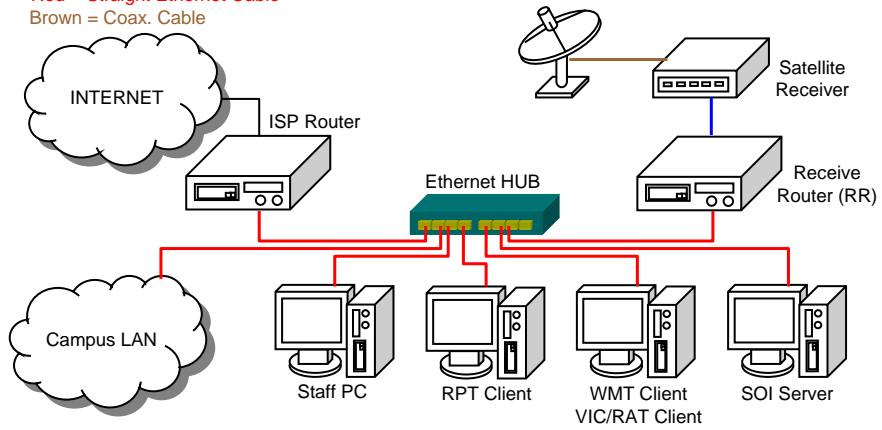 Brown = Coax. Cable
INTERNET
ISP Router
Satellite
Receiver
Ethernet HUB
Receive
Router (RR)
Campus LAN
Staff PC
RPT Client
WMT Client
VIC/RAT Client
SOI Server